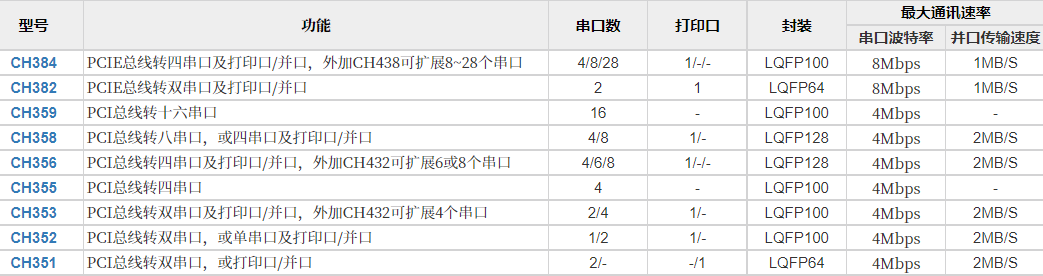 型号 功能 串口数 打印口 封装 最大通讯速率
串口波特率 并口传输速度
CH384 PCIE总线转四串口及打印口/并口，外加CH438可扩展8~28个串口 4/8/28 1/-/- LQFP100 8Mbps 1MB/S
CH382 PCIE总线转双串口及打印口/并口 2 1 LQFP64 8Mbps 1MB/S
CH359 PCI总线转十六串口 16 - LQFP100 4Mbps -
CH358 PCI总线转八串口，或四串口及打印口/并口 4/8 1/- LQFP128 4Mbps 2MB/S
CH356 PCI总线转四串口及打印口/并口，外加CH432可扩展6或8个串口 4/6/8 1/-/- LQFP128 4Mbps 2MB/S
CH355 PCI总线转四串口 4 - LQFP100 4Mbps -
CH353 PCI总线转双串口及打印口/并口，外加CH432可扩展4个串口 2/4 1/- LQFP100 4Mbps 2MB/S
CH352 PCI总线转双串口，或单串口及打印口/并口 1/2 1/- LQFP100 4Mbps 2MB/S
CH351 PCI总线转双串口，或打印口/并口 2/- -/1 LQFP64 4Mbps 2MB/S